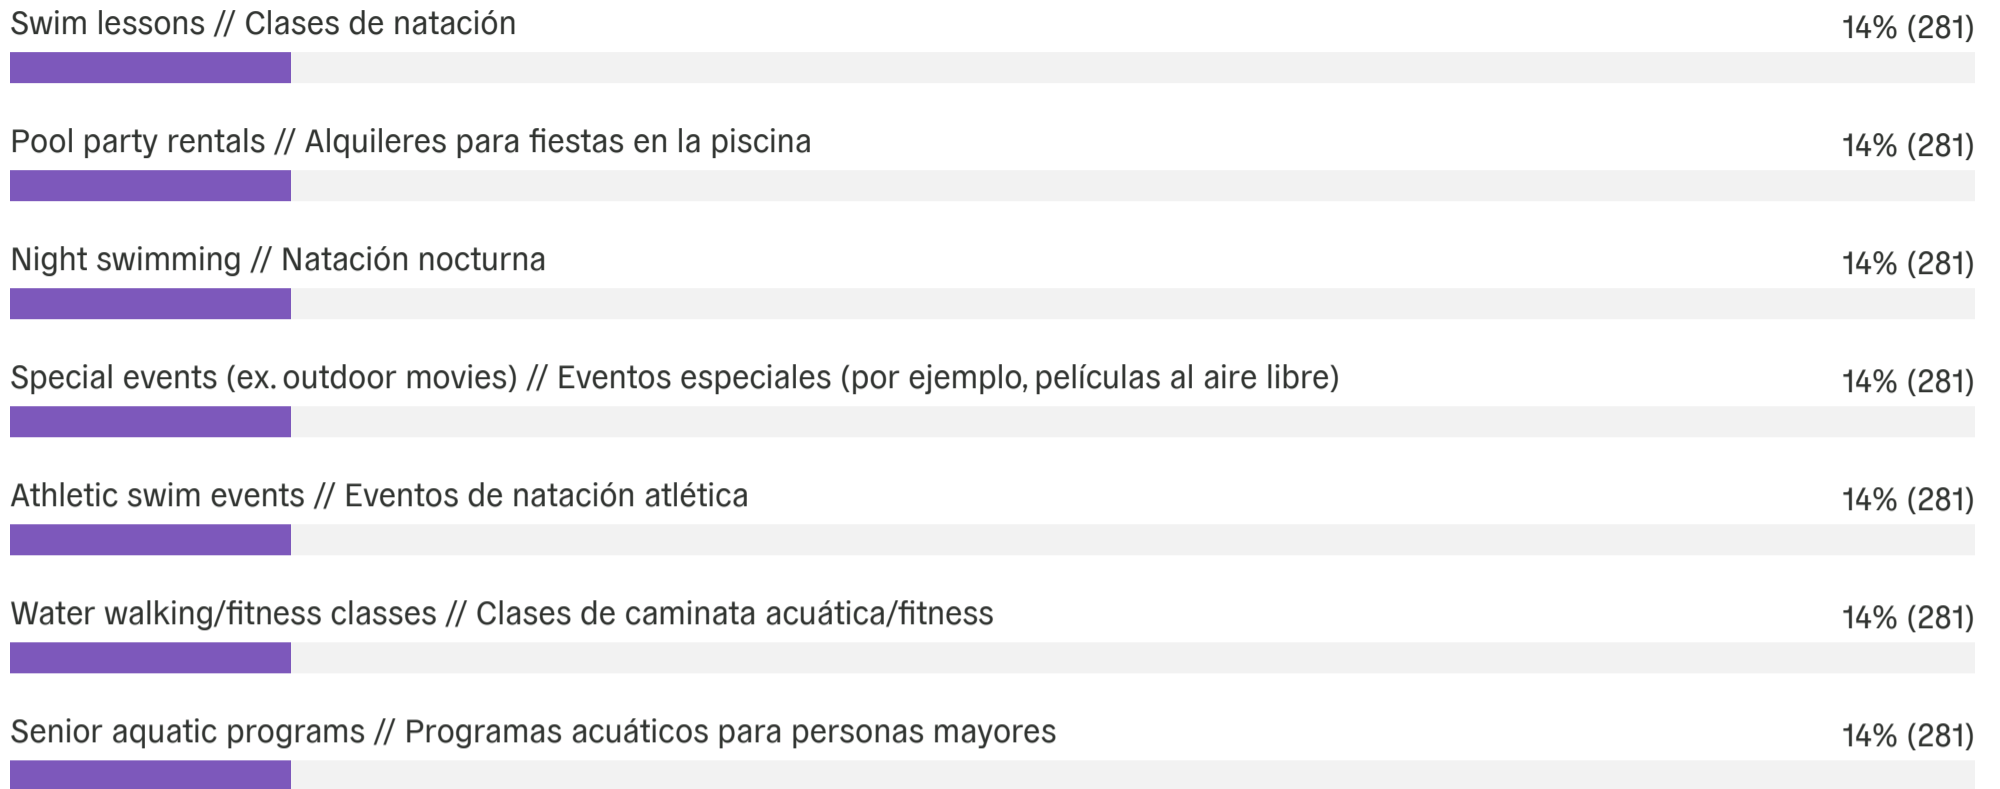 Swim lessons // Clases de natación 14% (281)
Pool party rentals // Alquileres para fiestas en la piscina 14% (281)
Night swimming // Natación nocturna 14% (281)
Special events (ex. outdoor movies) // Eventos especiales (por ejemplo, películas al aire libre) 14% (281)
Athletic swim events // Eventos de natación atlética 14% (281)
Water walking/fitness classes // Clases de caminata acuática/fitness 14% (281)
Senior aquatic programs // Programas acuáticos para personas mayores 14% (281)